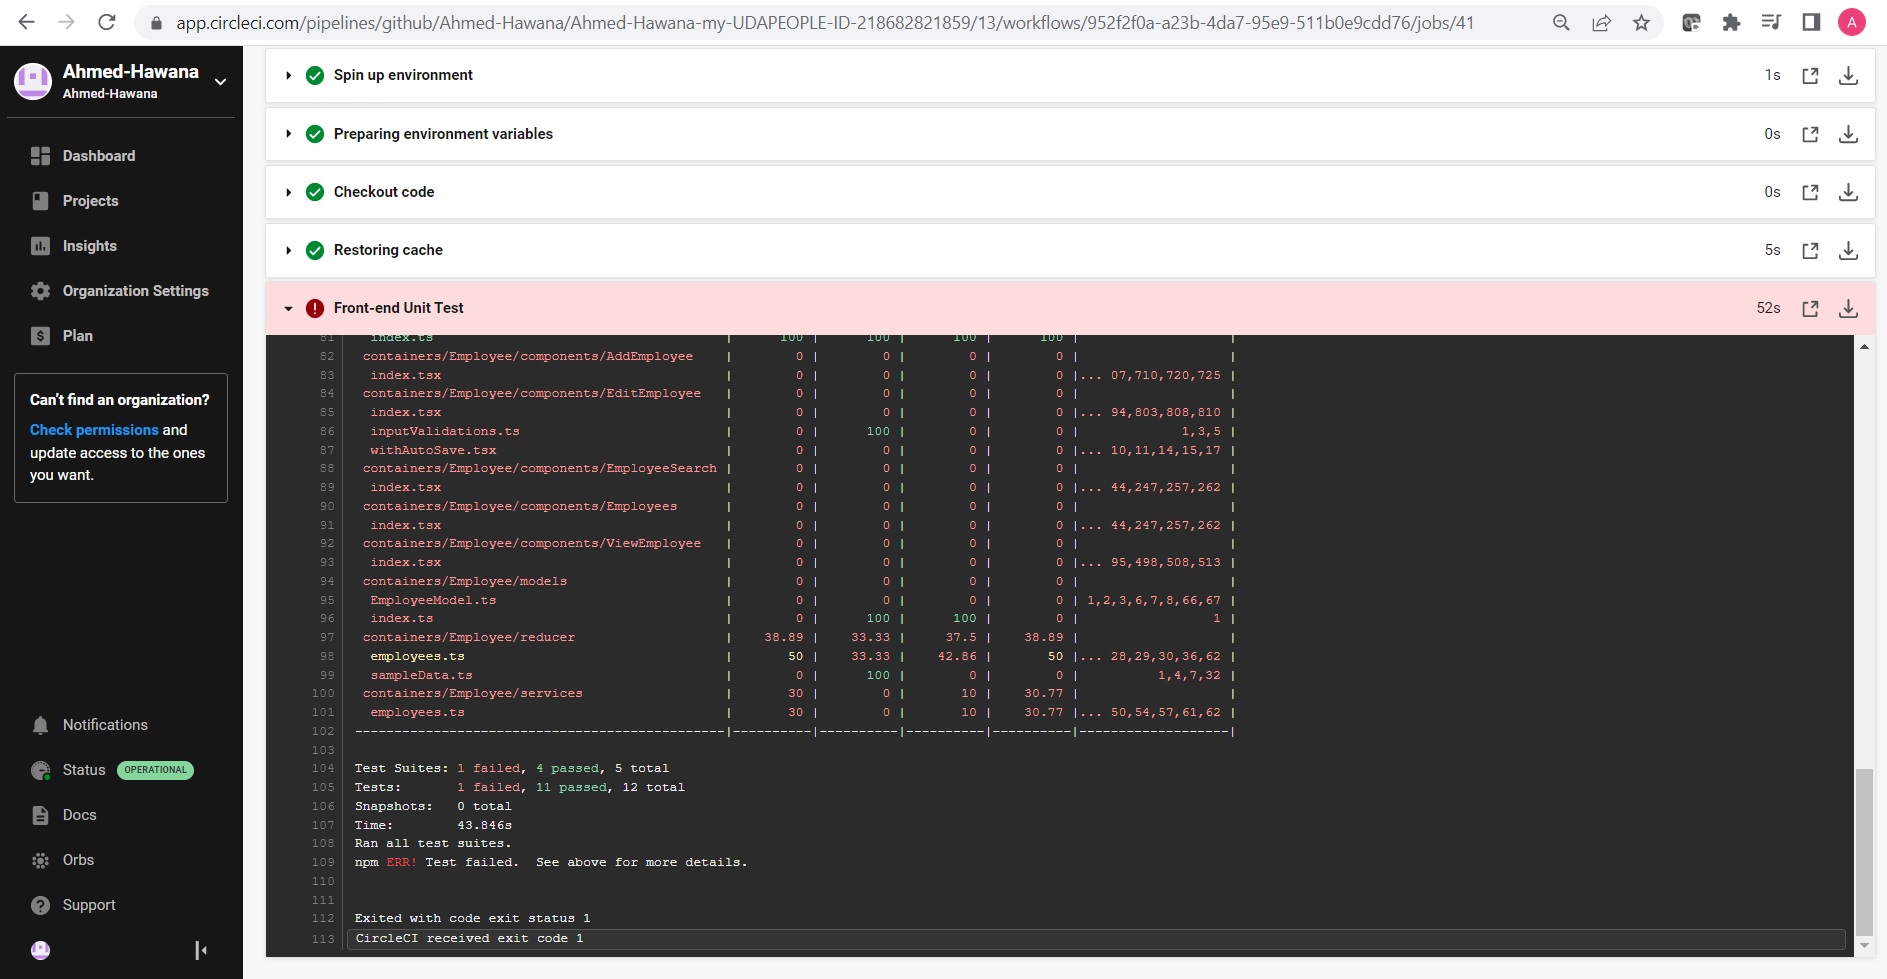 app.circleci.com/pipelines/github/Ahmed-Hawana/Ahmed-Hawana-my-UDAPEOPLE-ID-218682821859/13/workflows/952f2f0a-a23b-4da7-95e9-511b0e9cdd76/jobs/41
A
Ahmed-Hawana
Ahmed-Hawana
Dashboard
Projects
Insights
Organization Settings
Plan
Can't find an organization?
Check permissions and
update access to the ones
you want.
Notifications
Status OPERATIONAL
Docs
Orbs
Support
Spin up environment 1s
Preparing environment variables 0s
Checkout code 0s
Restoring cache 5s
Front-end Unit Test 52s
81 index.ts | 100 | 100 | 100 | 100 | |
82 containers/Employee/components/AddEmployee | 0 | 0 | 0 | 0 | |
83 index.tsx | 0 | 0 | 0 | 0 |... 07,710,720,725 |
84 containers/Employee/components/EditEmployee | 0 | 0 | 0 | 0 | |
85 index.tsx | 0 | 0 | 0 | 0 |... 94,803,808,810 |
86 inputValidations.ts | 0 | 100 | 0 | 0 | 1,3,5 |
87 withAutoSave.tsx | 0 | 0 | 0 | 0 |... 10,11,14,15,17 |
88 containers/Employee/components/EmployeeSearch | 0 | 0 | 0 | 0 | |
89 index.tsx | 0 | 0 | 0 | 0 |... 44,247,257,262 |
90 containers/Employee/components/Employees | 0 | 0 | 0 | 0 | |
91 index.tsx | 0 | 0 | 0 | 0 |... 44,247,257,262 |
92 containers/Employee/components/ViewEmployee | 0 | 0 | 0 | 0 | |
93 index.tsx | 0 | 0 | 0 | 0 |... 95,498,508,513 |
94 containers/Employee/models | 0 | 0 | 0 | 0 | |
95 EmployeeModel.ts | 0 | 0 | 0 | 0 | 1,2,3,6,7,8,66,67 |
96 index.ts | 0 | 100 | 100 | 0 | 1 |
97 containers/Employee/reducer | 38.89 | 33.33 | 37.5 | 38.89 | |
98 employees.ts | 50 | 33.33 | 42.86 | 50 |... 28,29,30,36,62 |
99 sampleData.ts | 0 | 100 | 0 | 0 | 1,4,7,32 |
100 containers/Employee/services | 30 | 0 | 10 | 30.77 | |
101 employees.ts | 30 | 0 | 10 | 30.77 |... 50,54,57,61,62 |
102 -----------------------------------------------|----------|----------|----------|----------|-------------------|
103
104 Test Suites: 1 failed, 4 passed, 5 total
105 Tests: 1 failed, 11 passed, 12 total
106 Snapshots: 0 total
107 Time: 43.846s
108 Ran all test suites.
109 npm ERR! Test failed. See above for more details.
110
111
112 Exited with code exit status 1
113 CircleCI received exit code 1